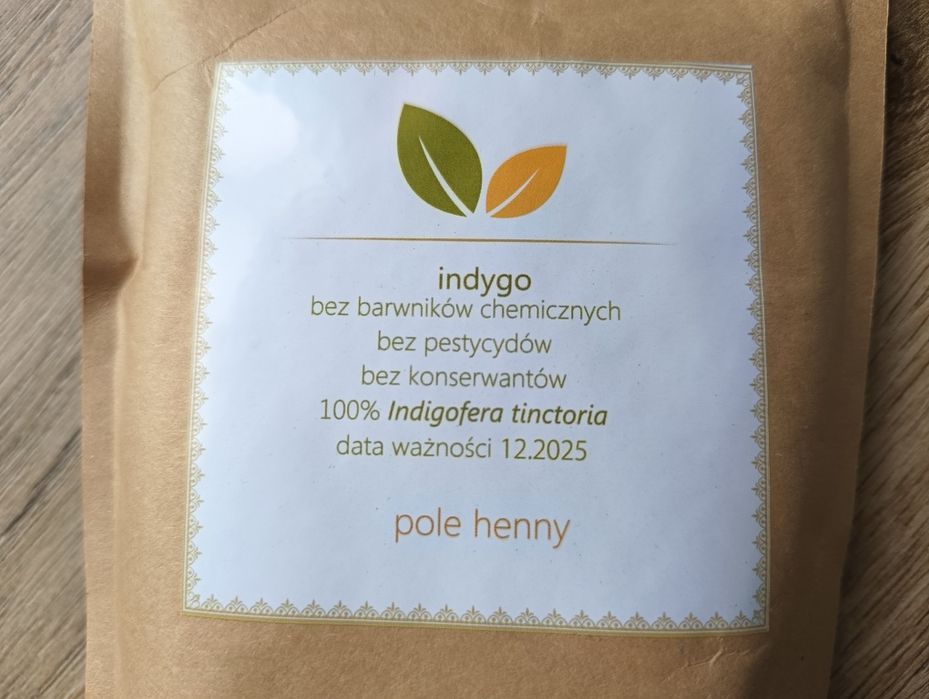 indygo
bez barwników chemicznych
bez pestycydów
bez konserwantów
100% Indigofera tinctoria
data ważności 12.2025
pole henny